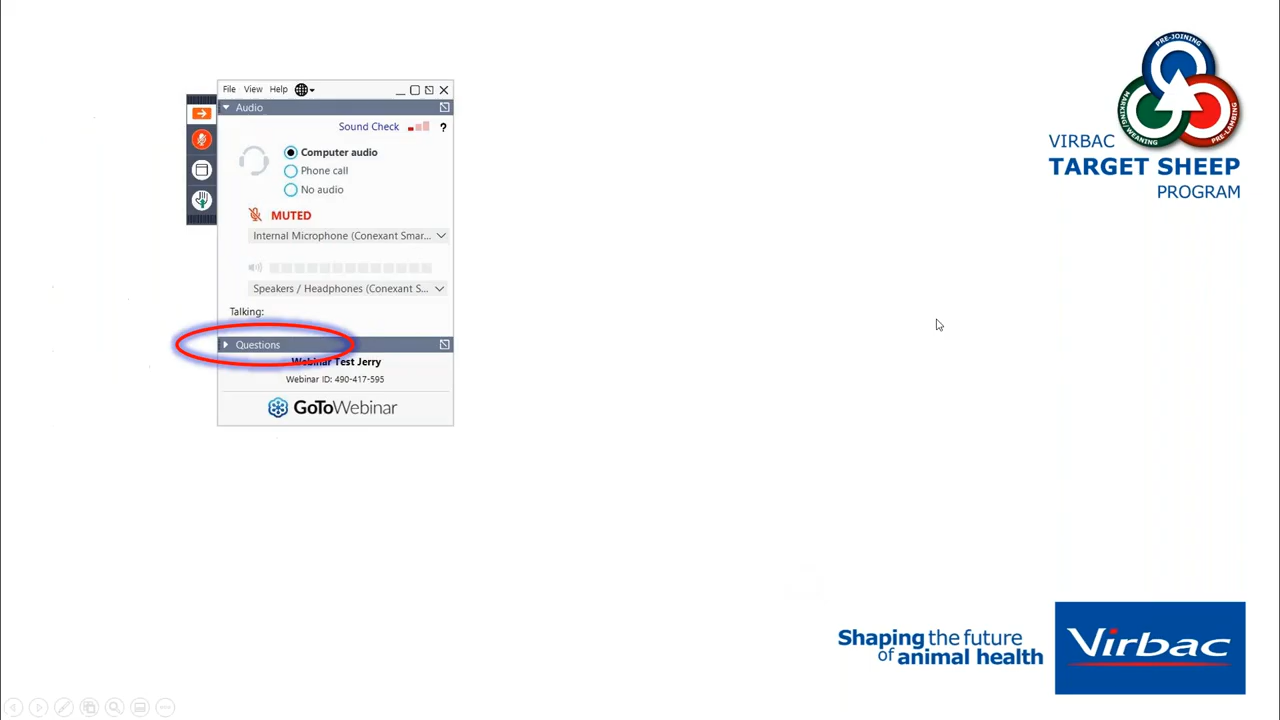 File View Help
Audio
Sound Check ?
Computer audio
Phone call
No audio
MUTED
Internal Microphone (Conexant Smar...
Speakers / Headphones (Conexant S...
Talking:
Questions
Webinar Test Jerry
Webinar ID: 490-417-595
GoToWebinar
PRE-JOINING
MARKING/WEANING
PRE-LAMBING
VIRBAC
TARGET SHEEP
PROGRAM
Shaping the future
of animal health
Virbac